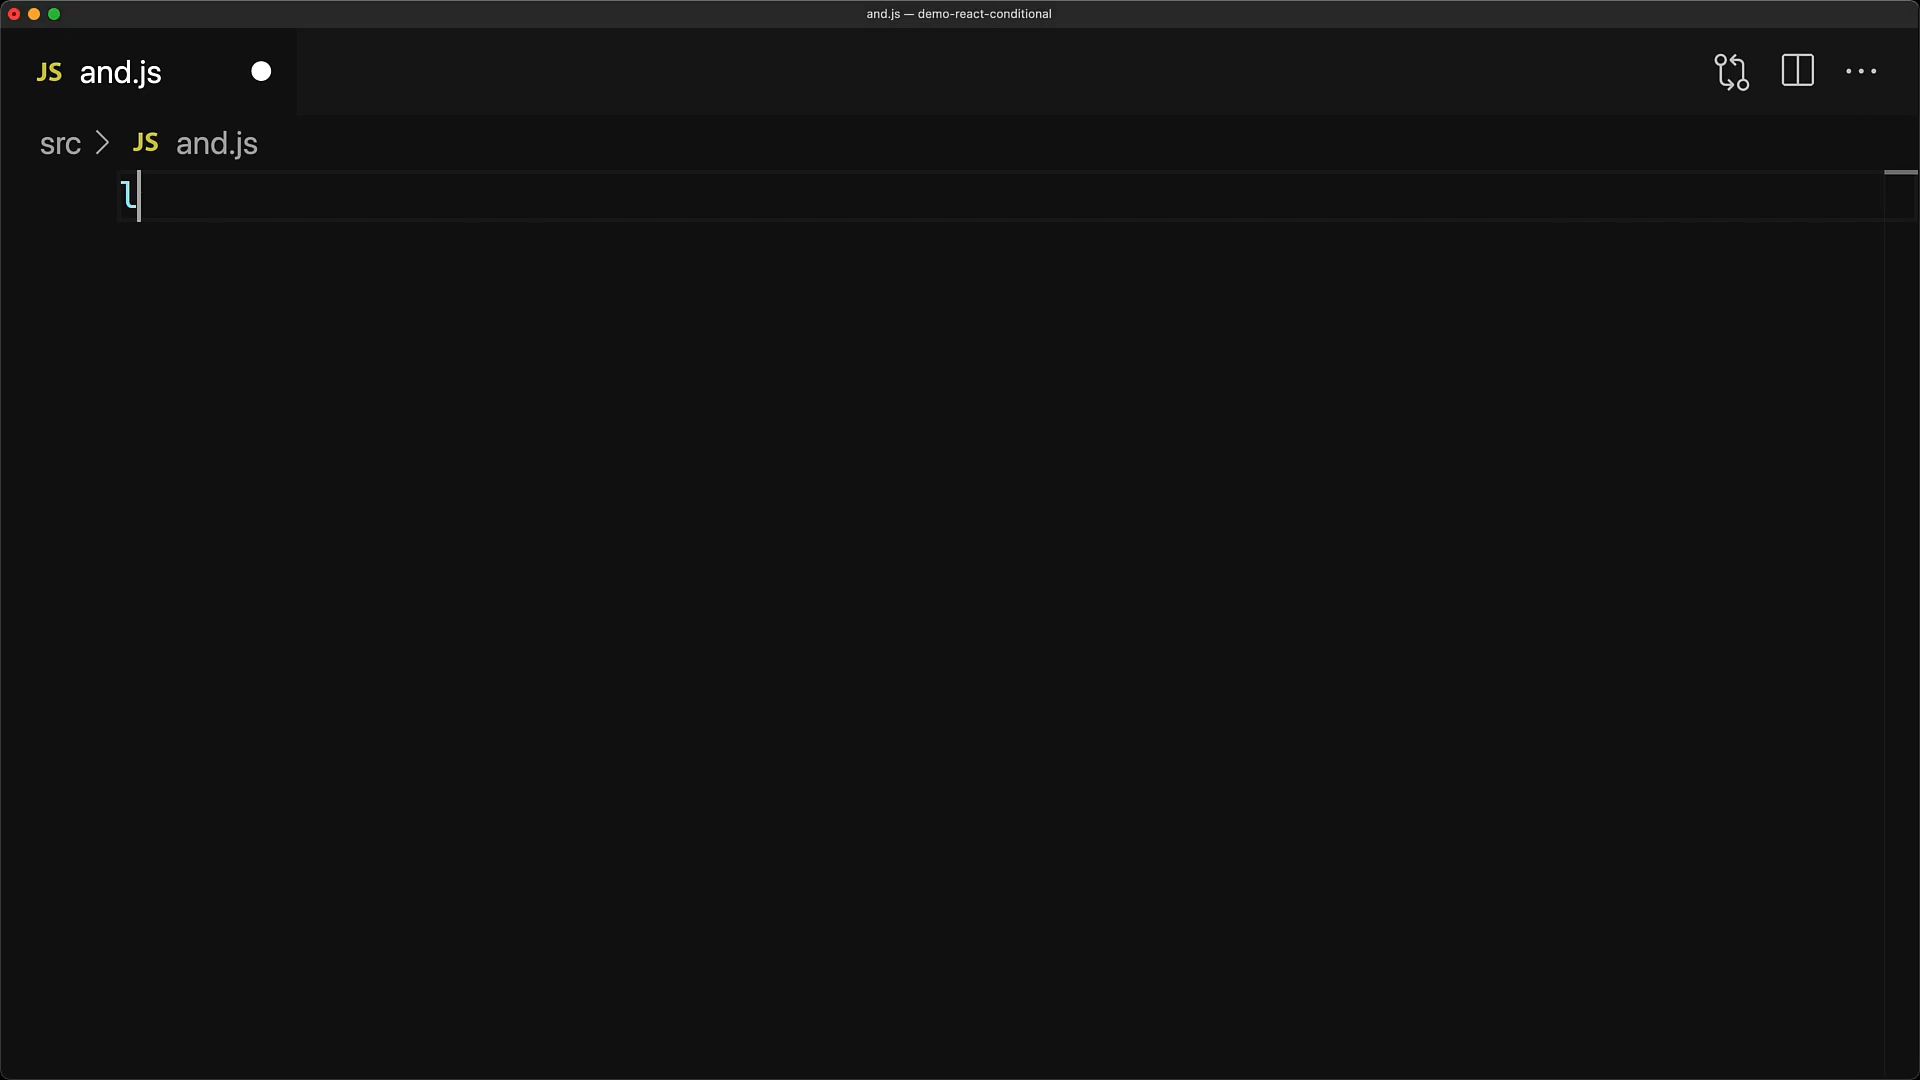 and.js — demo-react-conditional
JS and.js
src > JS and.js
l